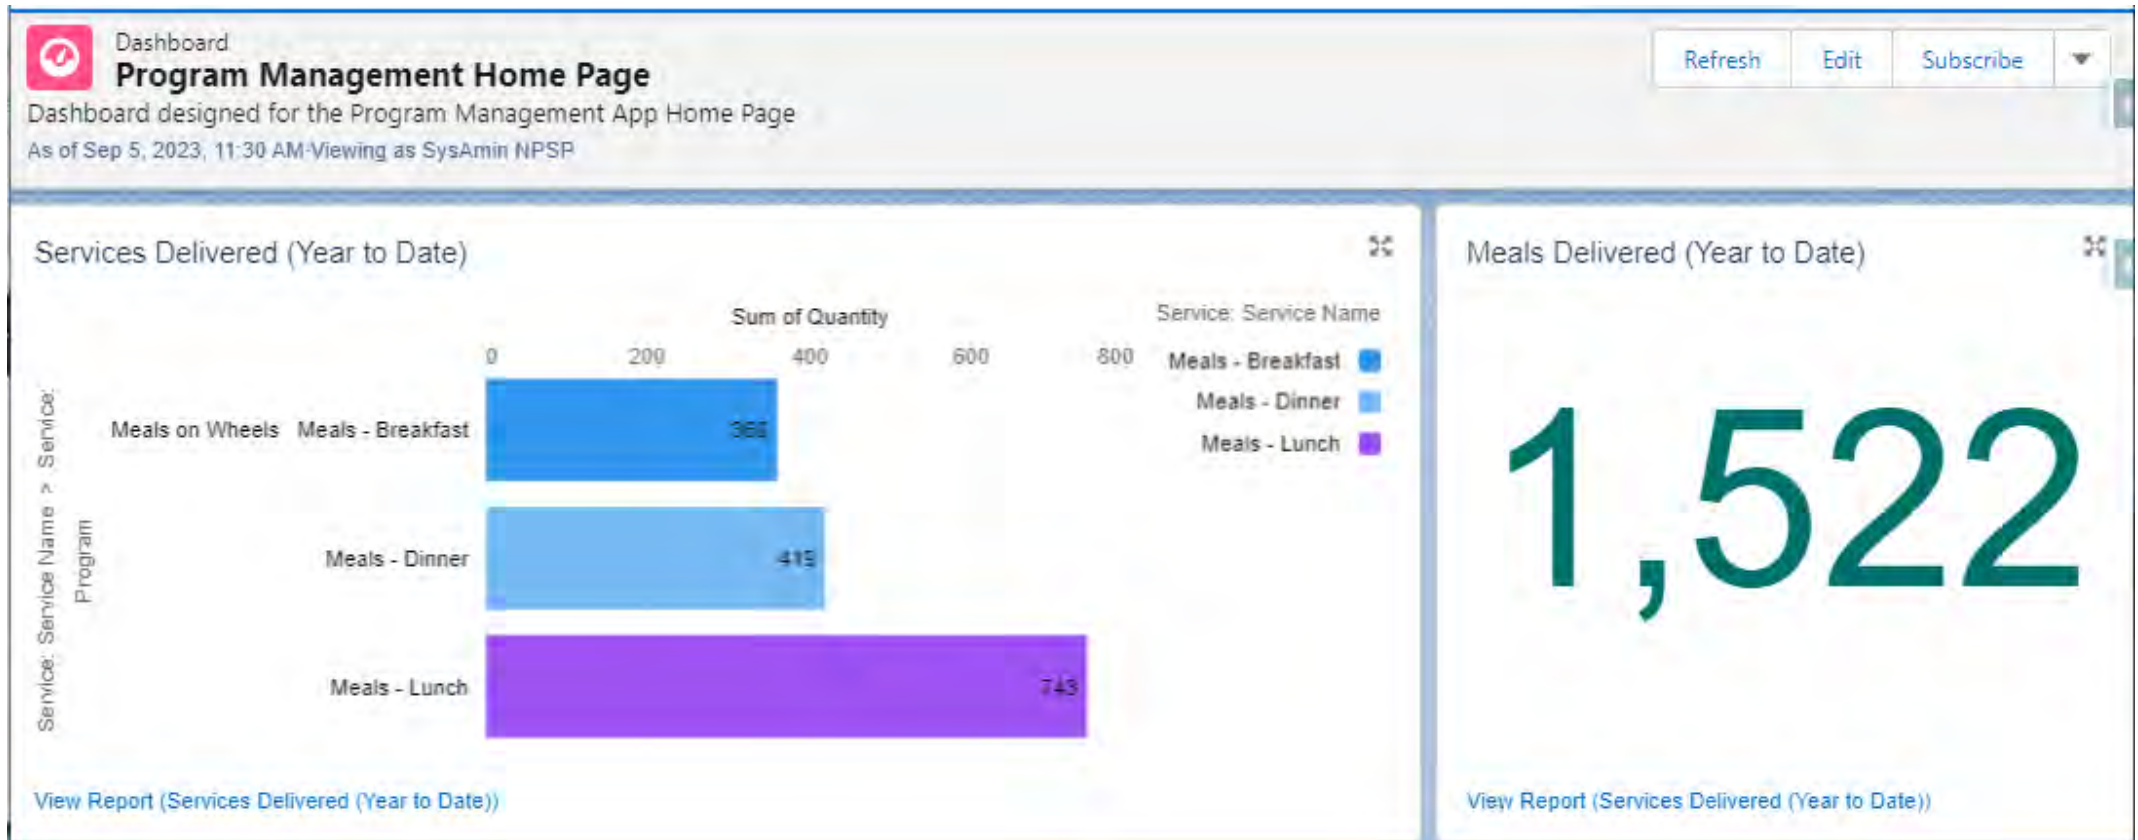 Dashboard
Program Management Home Page
Dashboard designed for the Program Management App Home Page
As of Sep 5, 2023, 11:30 AM·Viewing as SysAmin NPSP
Refresh
Edit
Subscribe
Services Delivered (Year to Date)
Sum of Quantity
0 200 400 600 800
Service: Service Name > Service:
Program
Meals on Wheels Meals - Breakfast
Meals - Dinner
Meals - Lunch
743
Service: Service Name
Meals - Breakfast
Meals - Dinner
Meals - Lunch
View Report (Services Delivered (Year to Date))
Meals Delivered (Year to Date)
1,522
View Report (Services Delivered (Year to Date))